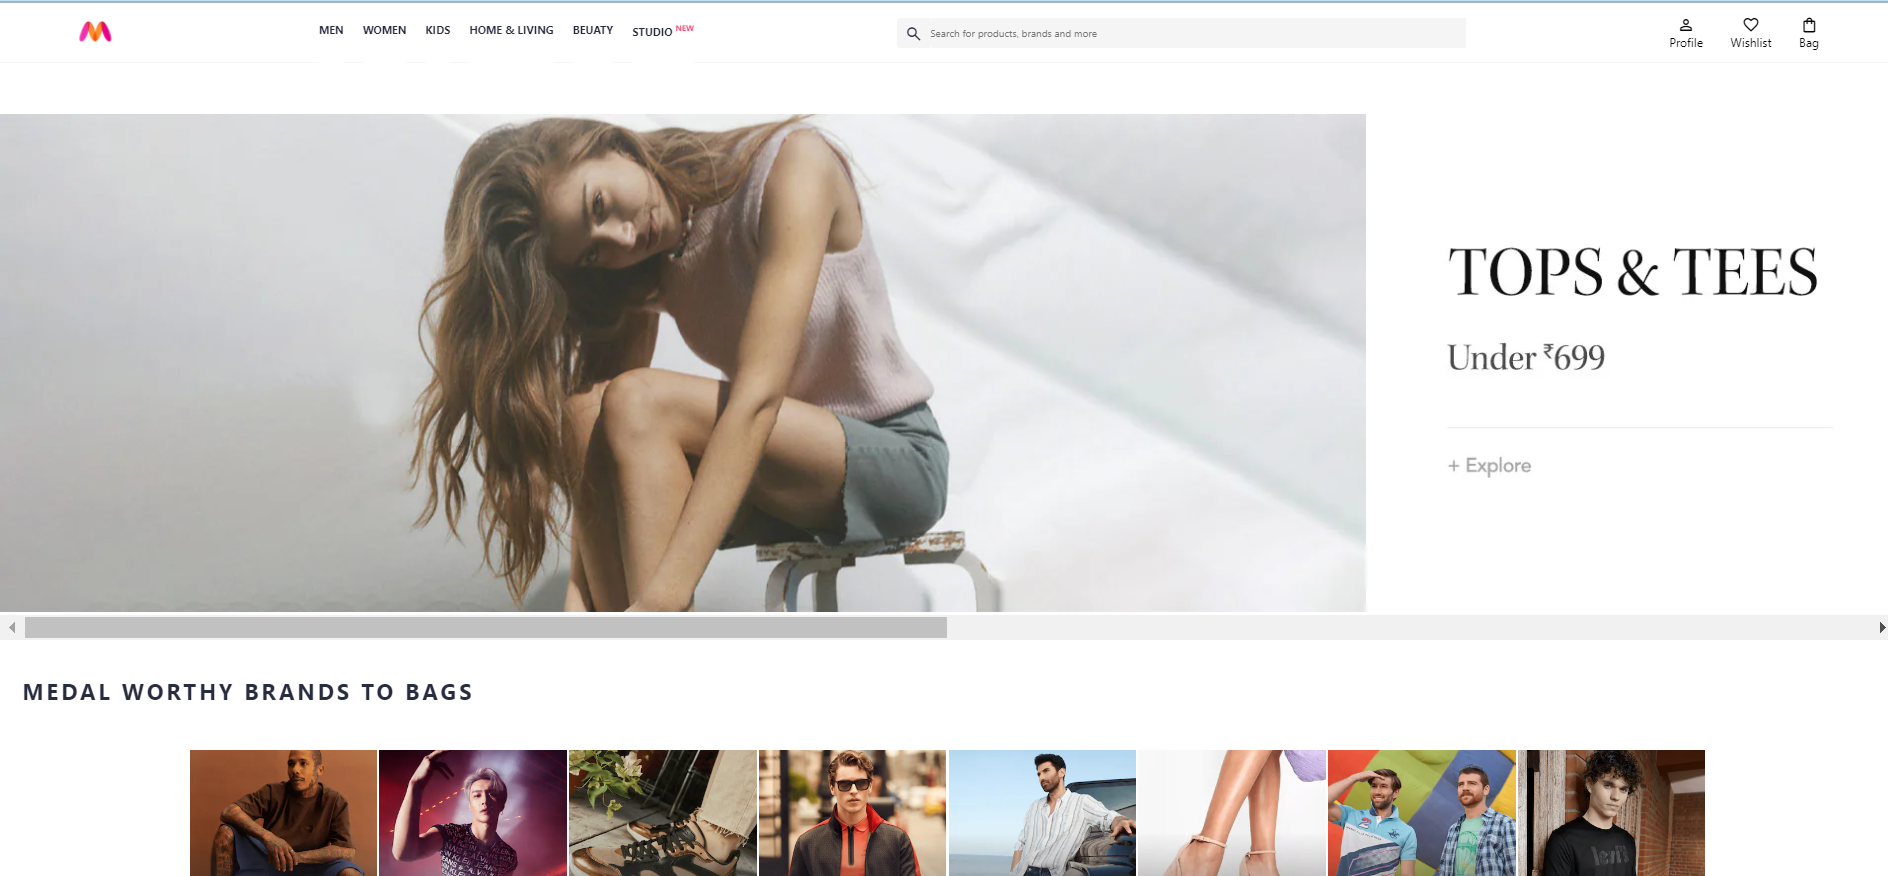 MEN WOMEN KIDS HOME & LIVING BEUATY STUDIO NEW
Search for products, brands and more
Profile Wishlist Bag
TOPS & TEES
Under ₹699
+ Explore
MEDAL WORTHY BRANDS TO BAGS
Levi's